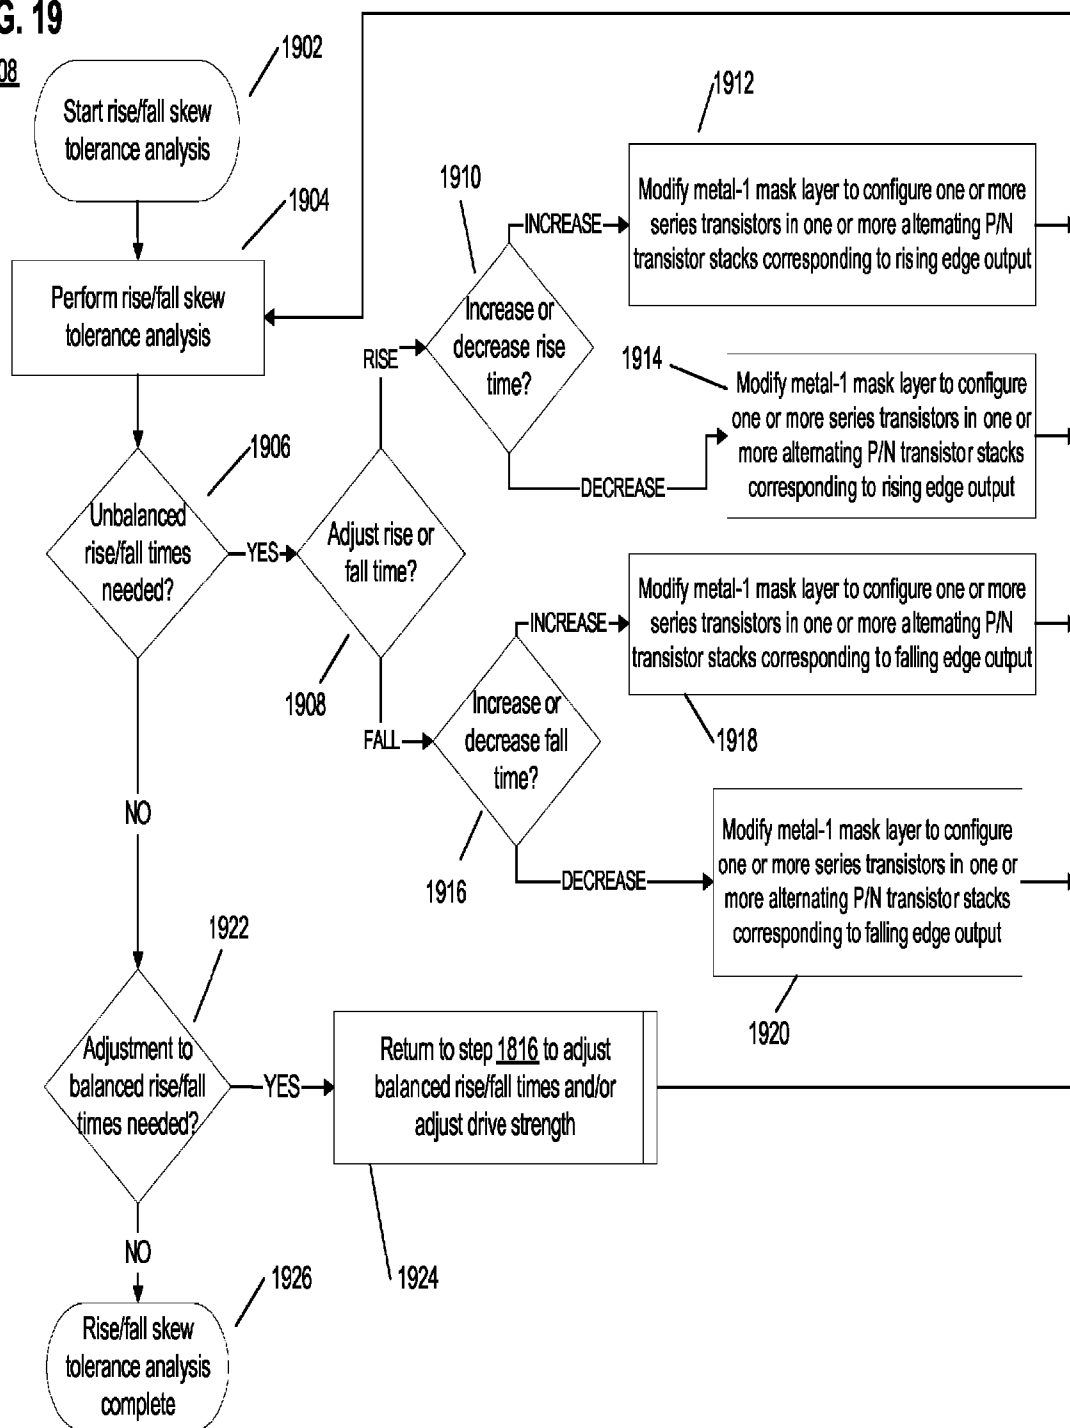 G. 19
08
1902
Start rise/fall skew
tolerance analysis
1904
Perform rise/fall skew
tolerance analysis
1906
Unbalanced
rise/fall times
needed?
YES
NO
Adjust rise or
fall time?
1908
RISE
FALL
1910
Increase or
decrease rise
time?
INCREASE
DECREASE
1912
Modify metal-1 mask layer to configure one or more
series transistors in one or more alternating P/N
transistor stacks corresponding to rising edge output
1914
Modify metal-1 mask layer to configure
one or more series transistors in one or
more alternating P/N transistor stacks
corresponding to rising edge output
Increase or
decrease fall
time?
1916
INCREASE
DECREASE
Modify metal-1 mask layer to configure one or more
series transistors in one or more alternating P/N
transistor stacks corresponding to falling edge output
1918
Modify metal-1 mask layer to configure
one or more series transistors in one or
more alternating P/N transistor stacks
corresponding to falling edge output
1920
1922
Adjustment to
balanced rise/fall
times needed?
YES
NO
Return to step 1816 to adjust
balanced rise/fall times and/or
adjust drive strength
1924
1926
Rise/fall skew
tolerance analysis
complete